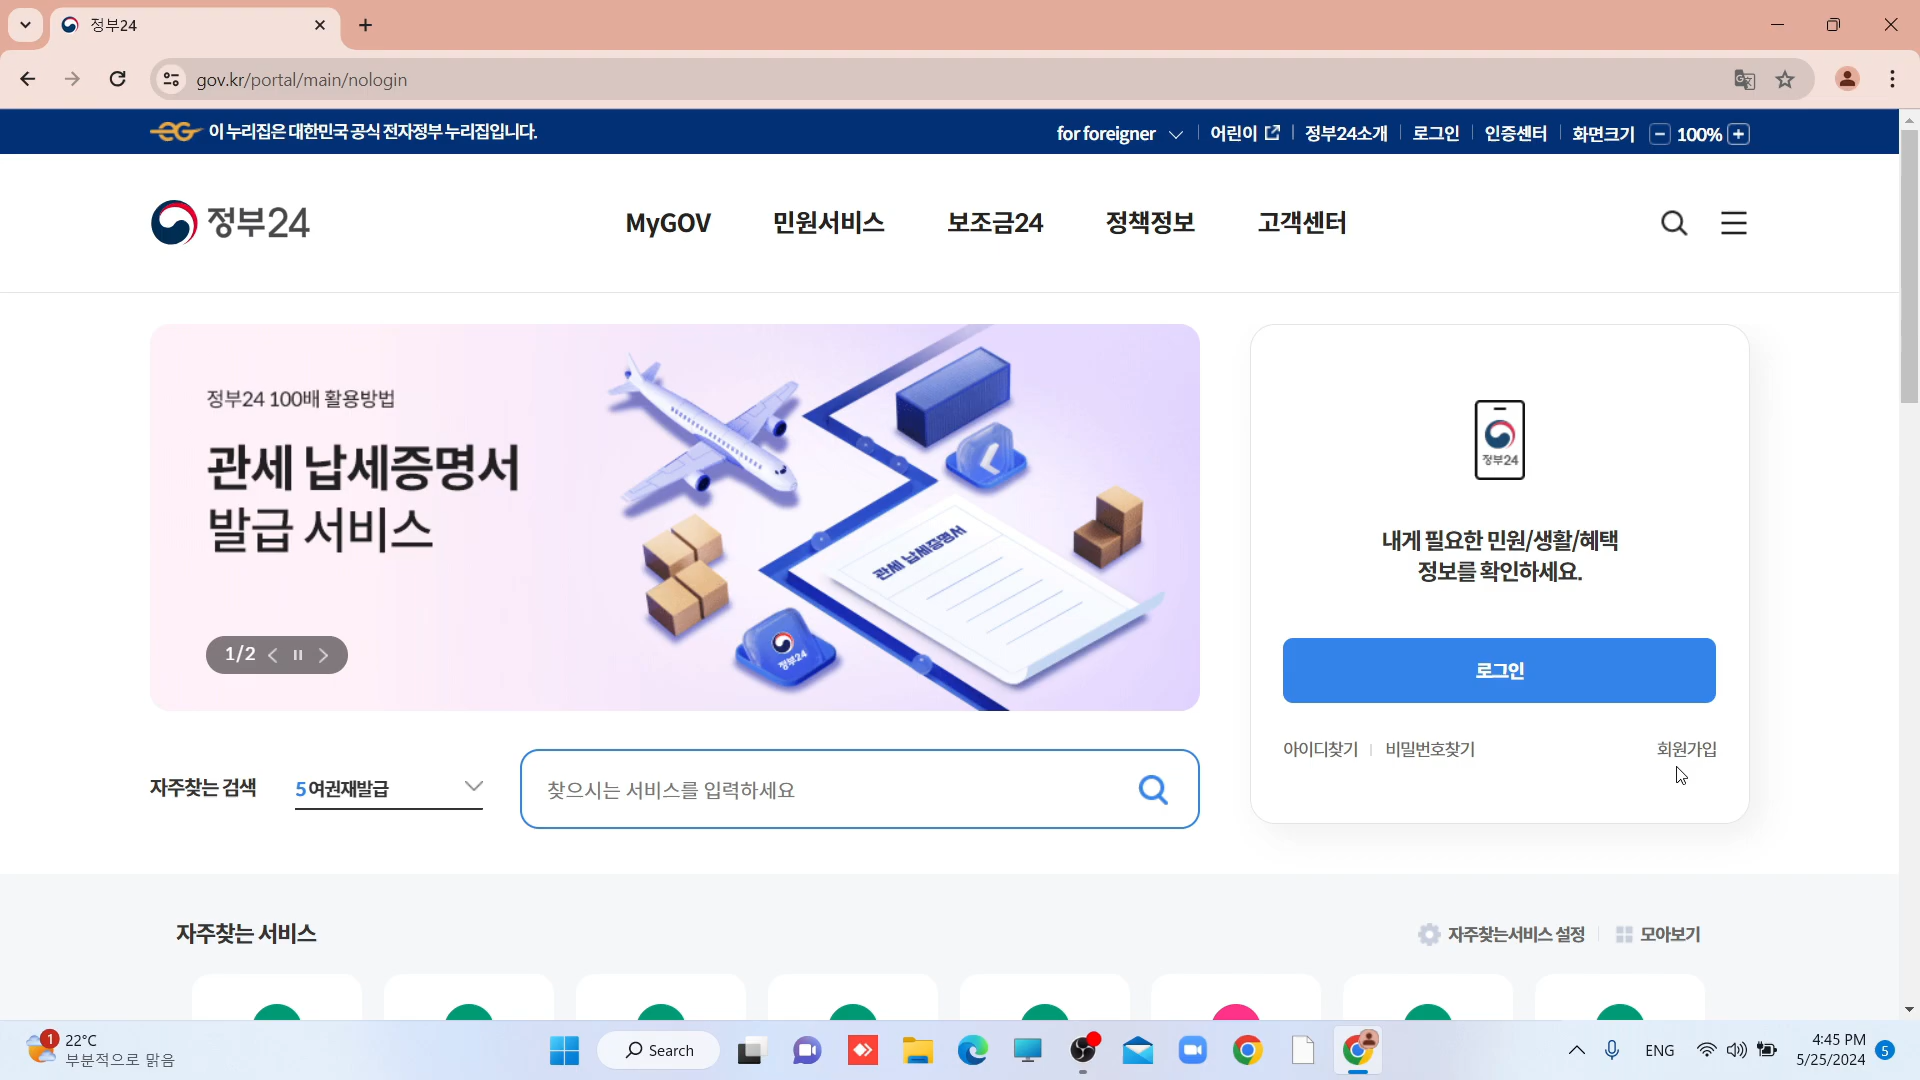 정부24
gov.kr/portal/main/nologin
이 누리집은 대한민국 공식 전자정부 누리집입니다.
for foreigner 어린이 정부24소개 로그인 인증센터 화면크기 100%
정부24 MyGOV 민원서비스 보조금24 정책정보 고객센터
정부24 100배 활용방법
관세 납세증명서
발급 서비스
관세 납세증명서
정부24
1/2
정부24
내게 필요한 민원/생활/혜택
정보를 확인하세요.
로그인
아이디찾기 비밀번호찾기 회원가입
자주찾는 검색 5 여권재발급 찾으시는 서비스를 입력하세요
자주찾는 서비스 자주찾는서비스 설정 모아보기
1 22°C
부분적으로 맑음
Search
ENG
4:45 PM
5/25/2024 5